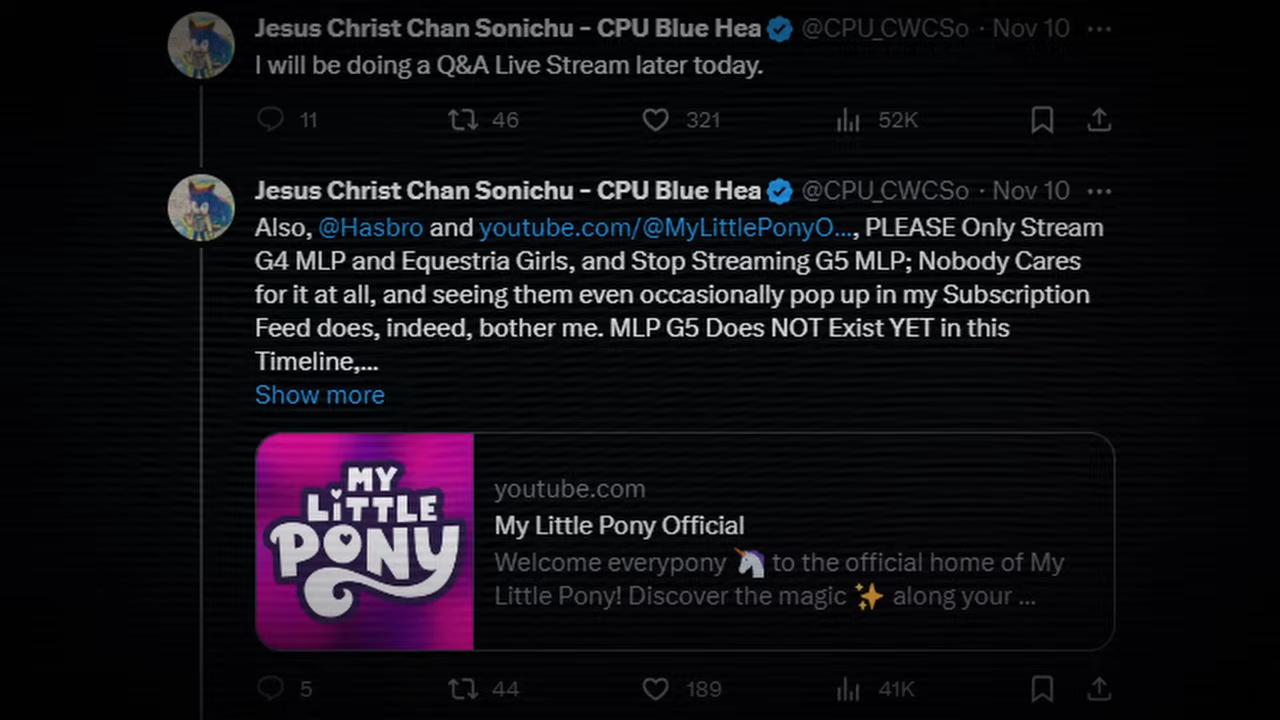 Jesus Christ Chan Sonichu - CPU Blue Hea @CPU_CWCSo · Nov 10
I will be doing a Q&A Live Stream later today.
11 46 321 52K
Jesus Christ Chan Sonichu - CPU Blue Hea @CPU_CWCSo · Nov 10
Also, @Hasbro and youtube.com/@MyLittlePonyO..., PLEASE Only Stream
G4 MLP and Equestria Girls, and Stop Streaming G5 MLP; Nobody Cares
for it at all, and seeing them even occasionally pop up in my Subscription
Feed does, indeed, bother me. MLP G5 Does NOT Exist YET in this
Timeline,...
Show more
MY
LiTTLE
PONY
youtube.com
My Little Pony Official
Welcome everypony 🦄 to the official home of My
Little Pony! Discover the magic ✨ along your ...
5 44 189 41K